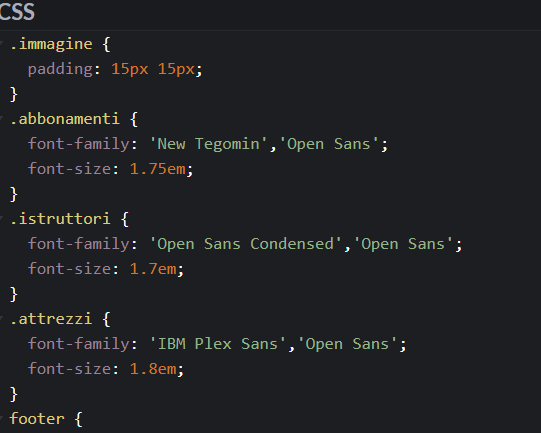 CSS
.immagine {
padding: 15px 15px;
}
.abbonamenti {
font-family: 'New Tegomin','Open Sans';
font-size: 1.75em;
}
.istruttori {
font-family: 'Open Sans Condensed','Open Sans';
font-size: 1.7em;
}
.attrezzi {
font-family: 'IBM Plex Sans','Open Sans';
font-size: 1.8em;
}
footer {